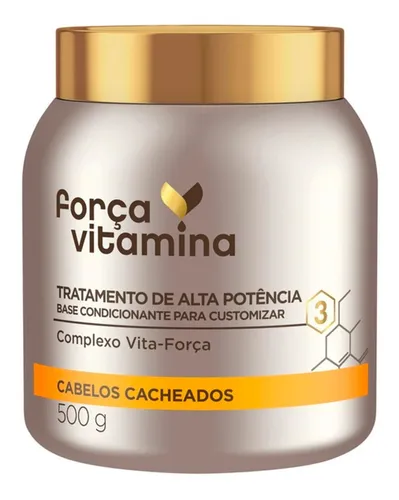 força
vitamina
TRATAMENTO DE ALTA POTÊNCIA
BASE CONDICIONANTE PARA CUSTOMIZAR
3
Complexo Vita-Força
CABELOS CACHEADOS
500 g